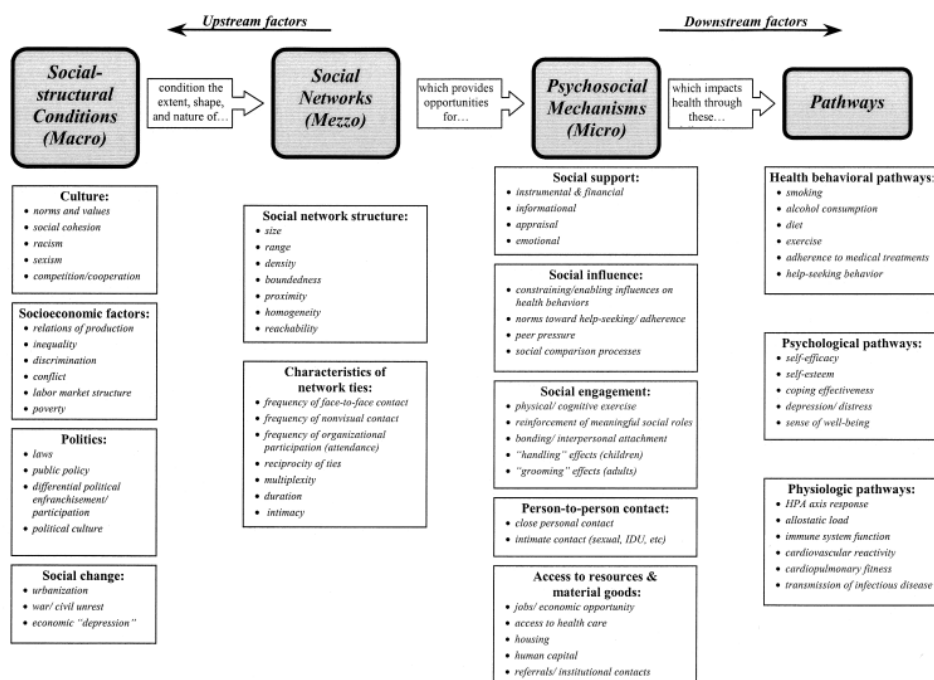 Upstream factors
Downstream factors
Social-
structural
Conditions
(Macro)
condition the
extent, shape,
and nature of…
Social
Networks
(Mezzo)
which provides
opportunities
for…
Psychosocial
Mechanisms
(Micro)
which impacts
health through
these…
Pathways
Culture:
• norms and values
• social cohesion
• racism
• sexism
• competition/cooperation
Socioeconomic factors:
• relations of production
• inequality
• discrimination
• conflict
• labor market structure
• poverty
Politics:
• laws
• public policy
• differential political
enfranchisement/
participation
• political culture
Social change:
• urbanization
• war/ civil unrest
• economic “depression”
Social network structure:
• size
• range
• density
• boundedness
• proximity
• homogeneity
• reachability
Characteristics of
network ties:
• frequency of face-to-face contact
• frequency of nonvisual contact
• frequency of organizational
participation (attendance)
• reciprocity of ties
• multiplexity
• duration
• intimacy
Social support:
• instrumental & financial
• informational
• appraisal
• emotional
Social influence:
• constraining/enabling influences on
health behaviors
• norms toward help-seeking/ adherence
• peer pressure
• social comparison processes
Social engagement:
• physical/ cognitive exercise
• reinforcement of meaningful social roles
• bonding/ interpersonal attachment
• “handling” effects (children)
• “grooming” effects (adults)
Person-to-person contact:
• close personal contact
• intimate contact (sexual, IDU, etc)
Access to resources &
material goods:
• jobs/ economic opportunity
• access to health care
• housing
• human capital
• referrals/ institutional contacts
Health behavioral pathways:
• smoking
• alcohol consumption
• diet
• exercise
• adherence to medical treatments
• help-seeking behavior
Psychological pathways:
• self-efficacy
• self-esteem
• coping effectiveness
• depression/ distress
• sense of well-being
Physiologic pathways:
• HPA axis response
• allostatic load
• immune system function
• cardiovascular reactivity
• cardiopulmonary fitness
• transmission of infectious disease